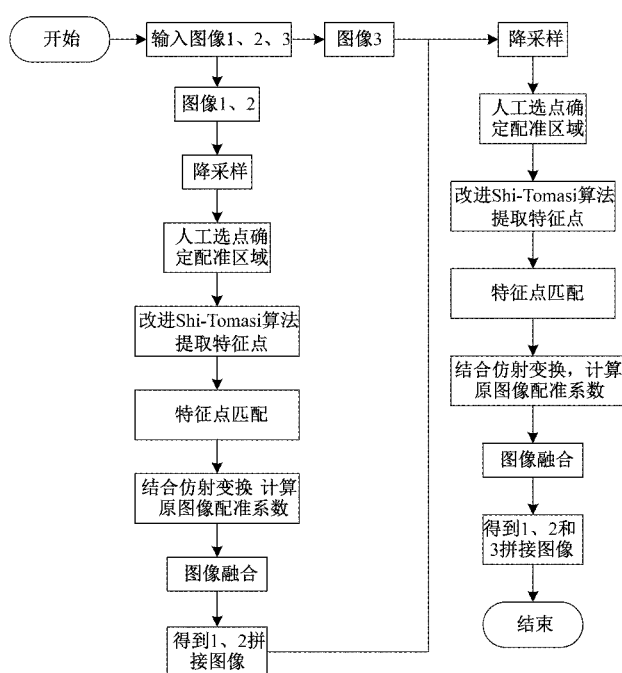 开始
输入图像1、2、3
图像3
图像1、2
降采样
人工选点确
定配准区域
改进Shi-Tomasi算法
提取特征点
特征点匹配
结合仿射变换 计算
原图像配准系数
图像融合
得到1、2拼
接图像
降采样
人工选点确
定配准区域
改进Shi-Tomasi算法
提取特征点
特征点匹配
结合仿射变换，计算
原图像配准系数
图像融合
得到1、2和
3拼接图像
结束